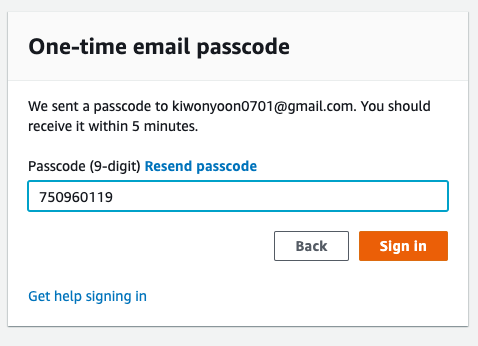 One-time email passcode
We sent a passcode to kiwonyoon0701@gmail.com. You should
receive it within 5 minutes.
Passcode (9-digit) Resend passcode
750960119
Back Sign in
Get help signing in